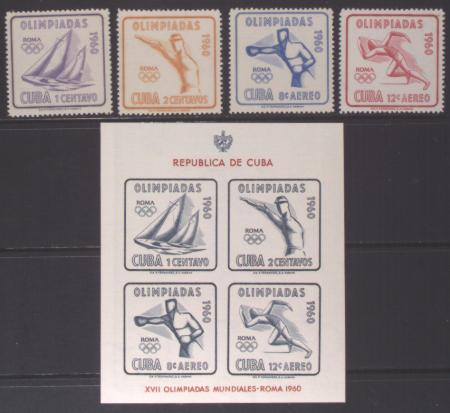 OLIMPIADAS
1960
ROMA
CUBA 1 CENTAVO
OLIMPIADAS
1960
ROMA
CUBA 2 CENTAVOS
OLIMPIADAS
1960
ROMA
CUBA 8¢ AEREO
OLIMPIADAS
1960
ROMA
CUBA 12¢ AEREO
REPUBLICA DE CUBA
OLIMPIADAS
1960
ROMA
CUBA 1 CENTAVO
OLIMPIADAS
1960
ROMA
CUBA 2 CENTAVOS
OLIMPIADAS
1960
ROMA
CUBA 8¢ AEREO
OLIMPIADAS
1960
ROMA
CUBA 12¢ AEREO
XVII OLIMPIADAS MUNDIALES-ROMA 1960